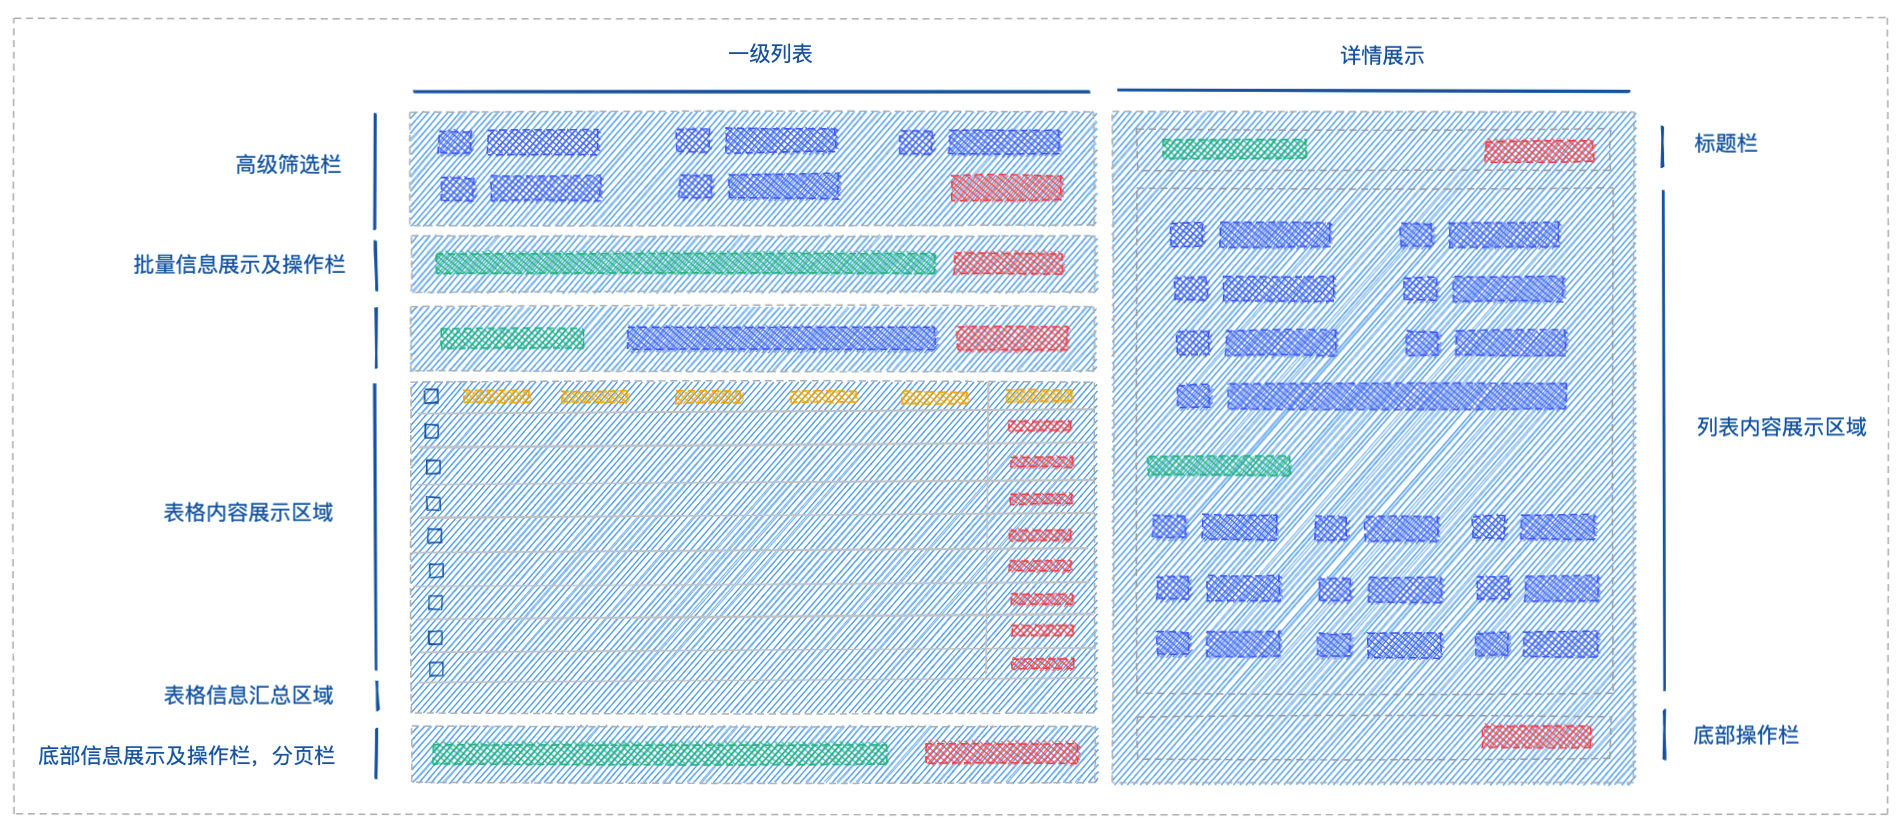 一级列表
详情展示
高级筛选栏
批量信息展示及操作栏
表格内容展示区域
表格信息汇总区域
底部信息展示及操作栏，分页栏
标题栏
列表内容展示区域
底部操作栏